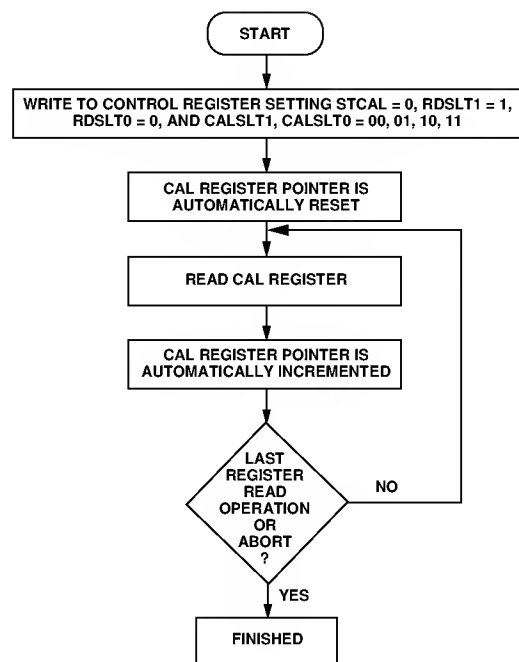 START
WRITE TO CONTROL REGISTER SETTING STCAL = 0, RDSLT1 = 1,
RDSLT0 = 0, AND CALSLT1, CALSLT0 = 00, 01, 10, 11
CAL REGISTER POINTER IS
AUTOMATICALLY RESET
READ CAL REGISTER
CAL REGISTER POINTER IS
AUTOMATICALLY INCREMENTED
LAST
REGISTER
READ
OPERATION
OR
ABORT
?
NO
YES
FINISHED